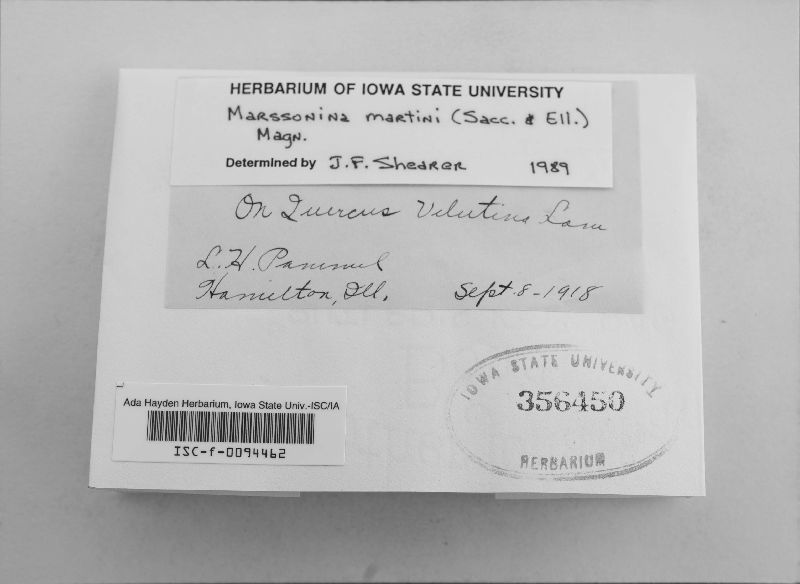 HERBARIUM OF IOWA STATE UNIVERSITY
Marssonina martini (Sacc. & Ell.)
Magn.
Determined by J.F. Shearer 1989
On Quercus Velutina Lam
L.H. Pammel
Hamilton, Ill. Sept 8-1918
IOWA STATE UNIVERSITY
356450
HERBARIUM
Ada Hayden Herbarium, Iowa State Univ.-ISC/IA
ISC-f-0094462